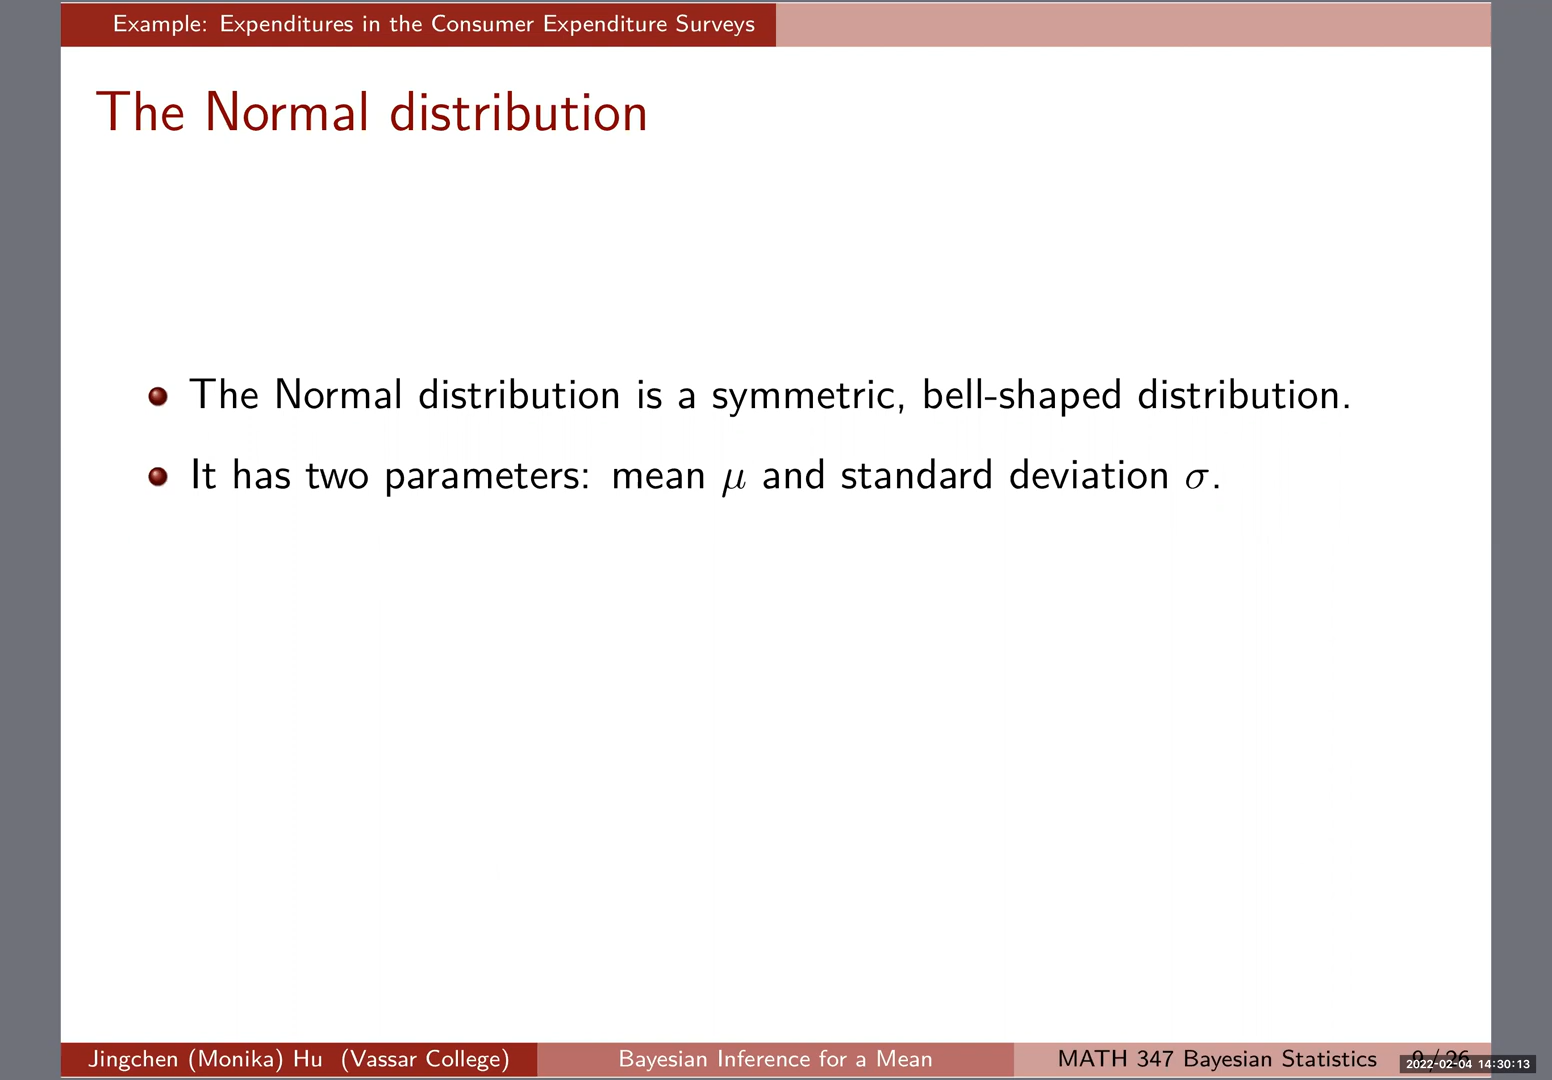 Example: Expenditures in the Consumer Expenditure Surveys
The Normal distribution
The Normal distribution is a symmetric, bell-shaped distribution.
It has two parameters: mean μ and standard deviation σ.
Jingchen (Monika) Hu (Vassar College)
Bayesian Inference for a Mean
MATH 347 Bayesian Statistics
2022-02-04 14:30:13